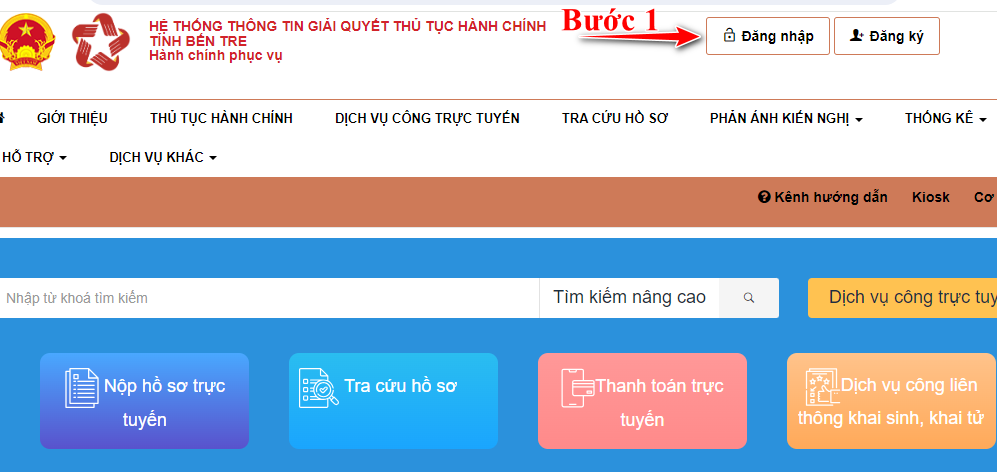 HỆ THỐNG THÔNG TIN GIẢI QUYẾT THỦ TỤC HÀNH CHÍNH
TỈNH BẾN TRE
Hành chính phục vụ
Bước 1
Đăng nhập
Đăng ký
GIỚI THIỆU THỦ TỤC HÀNH CHÍNH DỊCH VỤ CÔNG TRỰC TUYẾN TRA CỨU HỒ SƠ PHẢN ÁNH KIẾN NGHỊ THỐNG KÊ
HỖ TRỢ DỊCH VỤ KHÁC
Kênh hướng dẫn Kiosk Cơ
Nhập từ khoá tìm kiếm Tìm kiếm nâng cao Dịch vụ công trực tuy
Nộp hồ sơ trực
tuyến
Tra cứu hồ sơ
Thanh toán trực
tuyến
Dịch vụ công liên
thông khai sinh, khai tử